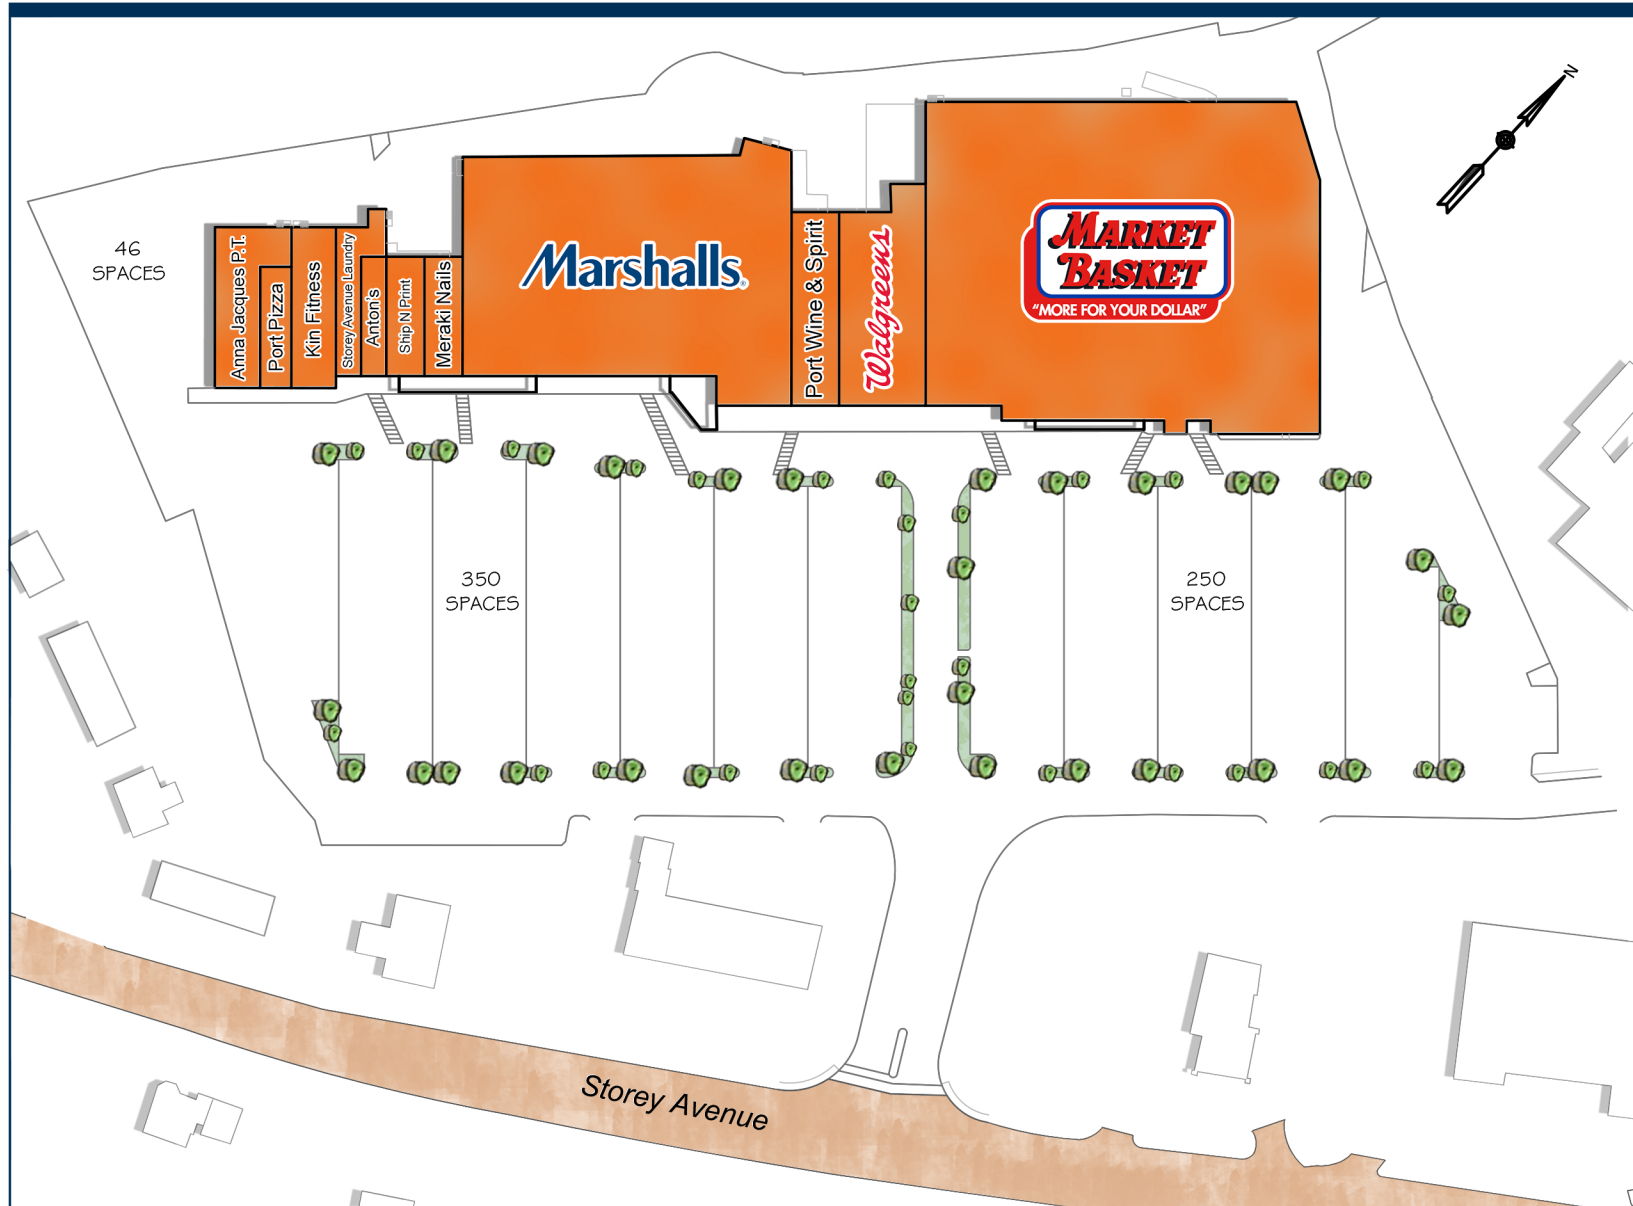 N
46
SPACES
Anna Jacques P.T.
Port Pizza
Kin Fitness
Storey Avenue Laundry
Anton's
Ship N Print
Meraki Nails
Marshalls®
Port Wine & Spirit
Walgreens
MARKET
BASKET
"MORE FOR YOUR DOLLAR"
350
SPACES
250
SPACES
Storey Avenue